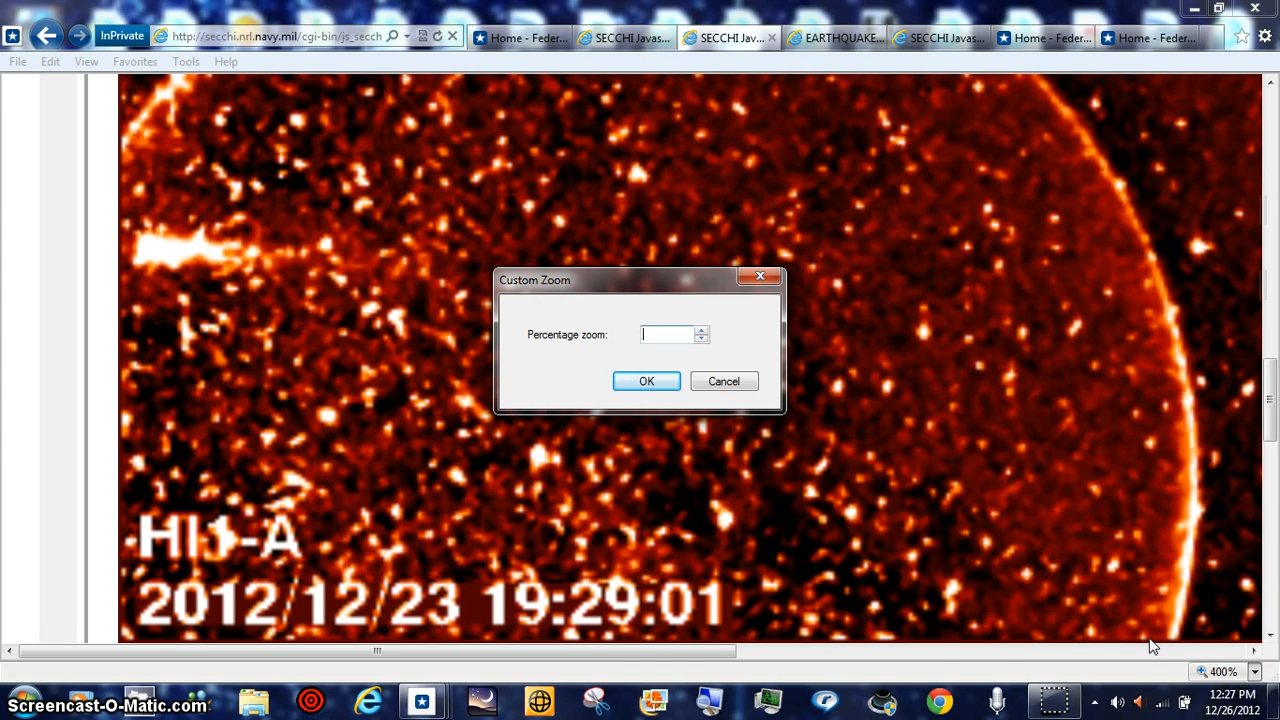 InPrivate
http://secchi.nrl.navy.mil/cgi-bin/js_secch
Home - Feder...
SECCHI Javas...
SECCHI Jav...
EARTHQUAKE...
SECCHI Javas...
Home - Feder...
Home - Feder...
File Edit View Favorites Tools Help
Custom Zoom
Percentage zoom:
OK Cancel
HI1-A
2012/12/23 19:29:01
400%
Screencast-O-Matic.com
12:27 PM
12/26/2012